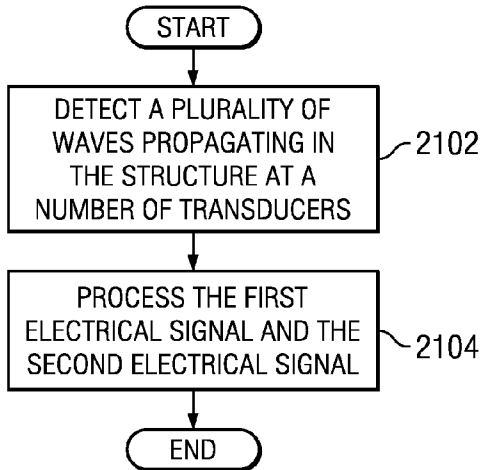 START
DETECT A PLURALITY OF
WAVES PROPAGATING IN
THE STRUCTURE AT A
NUMBER OF TRANSDUCERS
2102
PROCESS THE FIRST
ELECTRICAL SIGNAL AND THE
SECOND ELECTRICAL SIGNAL
2104
END